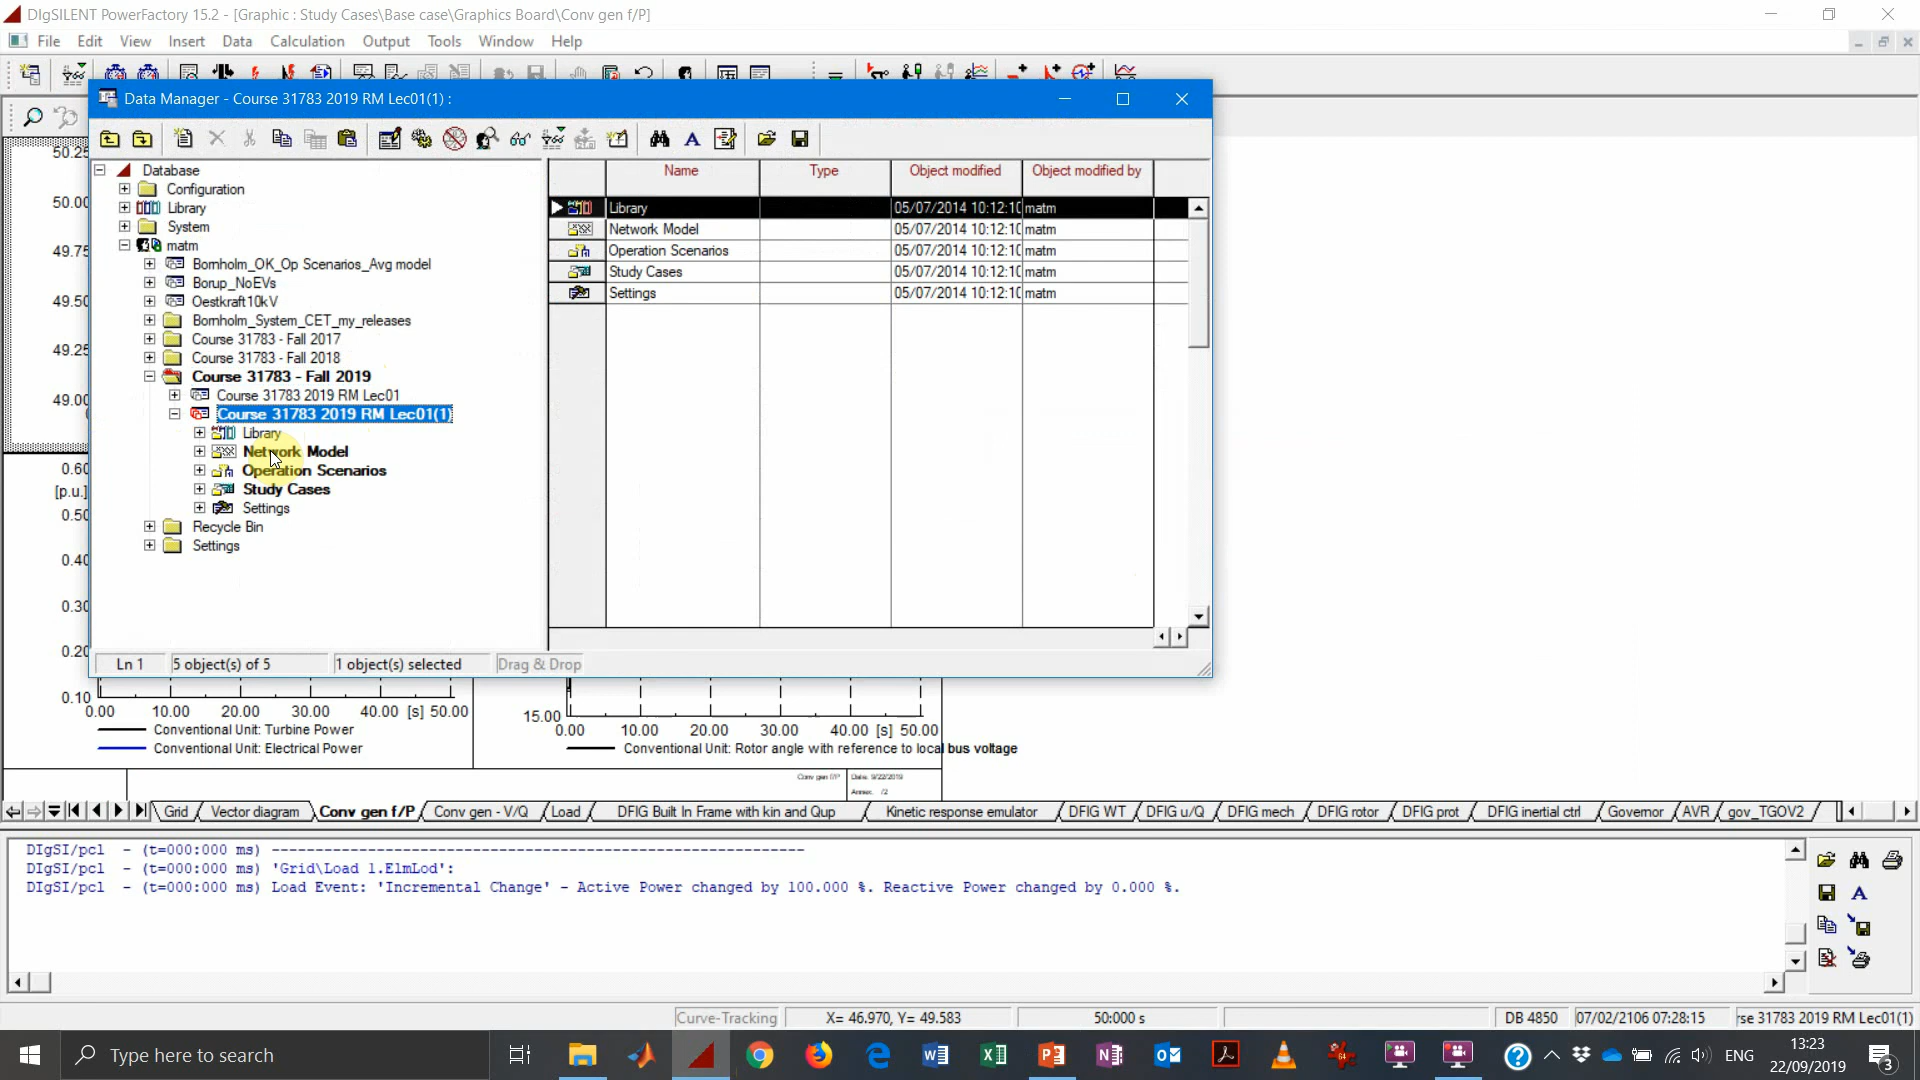 DIgSILENT PowerFactory 15.2 - [Graphic : Study Cases\Base case\Graphics Board\Conv gen f/P]
File Edit View Insert Data Calculation Output Tools Window Help
Data Manager - Course 31783 2019 RM Lec01(1) :
Database
Configuration
Library
System
matm
Bornholm_OK_Op Scenarios_Avg model
Borup_NoEVs
Oestkraft10kV
Bornholm_System_CET_my_releases
Course 31783 - Fall 2017
Course 31783 - Fall 2018
Course 31783 - Fall 2019
Course 31783 2019 RM Lec01
Course 31783 2019 RM Lec01(1)
Library
Network Model
Operation Scenarios
Study Cases
Settings
Recycle Bin
Settings
Name Type Object modified Object modified by
Library 05/07/2014 10:12:10 matm
Network Model 05/07/2014 10:12:10 matm
Operation Scenarios 05/07/2014 10:12:10 matm
Study Cases 05/07/2014 10:12:10 matm
Settings 05/07/2014 10:12:10 matm
Ln 1 5 object(s) of 5 1 object(s) selected Drag & Drop
50.25
50.00
49.75
49.50
49.25
49.00
0.60
[p.u.]
0.50
0.40
0.30
0.20
0.10
0.00 10.00 20.00 30.00 40.00 [s] 50.00
Conventional Unit: Turbine Power
Conventional Unit: Electrical Power
15.00
0.00 10.00 20.00 30.00 40.00 [s] 50.00
Conventional Unit: Rotor angle with reference to local bus voltage
Conv gen f/P Date: 9/22/2019
Annex: /2
Grid Vector diagram Conv gen f/P Conv gen - V/Q Load DFIG Built In Frame with kin and Qup Kinetic response emulator DFIG WT DFIG u/Q DFIG mech DFIG rotor DFIG prot DFIG inertial ctrl Governor AVR gov_TGOV2
DIgSI/pcl - (t=000:000 ms) ---------------------------------------------------------
DIgSI/pcl - (t=000:000 ms) 'Grid\Load 1.ElmLod':
DIgSI/pcl - (t=000:000 ms) Load Event: 'Incremental Change' - Active Power changed by 100.000 %. Reactive Power changed by 0.000 %.
Curve-Tracking X= 46.970, Y= 49.583 50:000 s DB 4850 07/02/2106 07:28:15 rse 31783 2019 RM Lec01(1)
Type here to search
ENG
13:23
22/09/2019
3